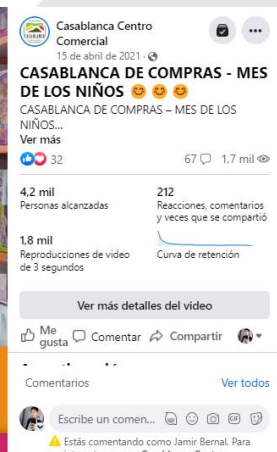 Casablanca Centro
Comercial
15 de abril de 2021 ·
CASABLANCA DE COMPRAS - MES
DE LOS NIÑOS 😊 😊 😊
CASABLANCA DE COMPRAS – MES DE LOS
NIÑOS...
Ver más
32 67 1,7 mil
4,2 mil 212
Personas alcanzadas Reacciones, comentarios
y veces que se compartió
1,8 mil
Reproducciones de video Curva de retención
de 3 segundos
Ver más detalles del video
Me gusta Comentar Compartir
Comentarios Ver todos
Escribe un comen...
GIF
Estás comentando como Jamir Bernal. Para